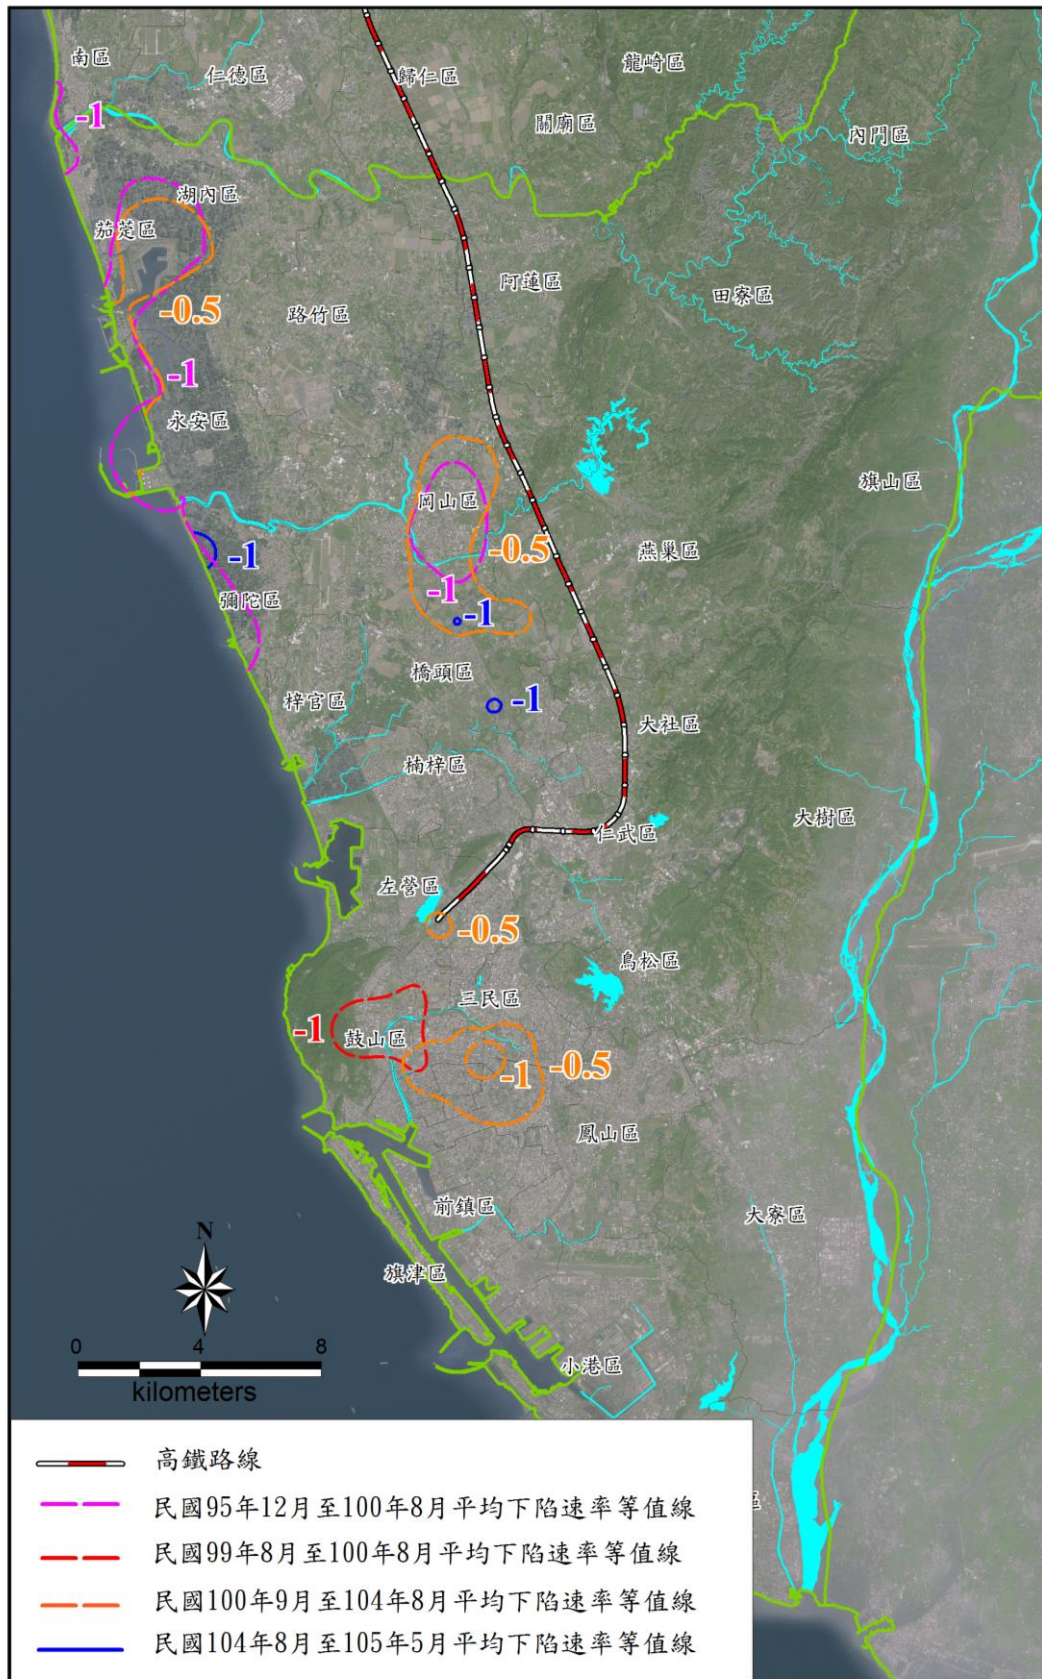 南區
仁德區
歸仁區
龍崎區
關廟區
內門區
-1
湖內區
茄萣區
阿蓮區
田寮區
-0.5
路竹區
-1
永安區
旗山區
岡山區
-0.5
燕巢區
-1
彌陀區
-1
-1
橋頭區
-1
梓官區
大社區
楠梓區
大樹區
仁武區
左營區
-0.5
鳥松區
三民區
-1
鼓山區
-1
-0.5
鳳山區
前鎮區
大寮區
N
旗津區
0 4 8
kilometers
小港區
區
高鐵路線
民國95年12月至100年8月平均下陷速率等值線
民國99年8月至100年8月平均下陷速率等值線
民國100年9月至104年8月平均下陷速率等值線
民國104年8月至105年5月平均下陷速率等值線